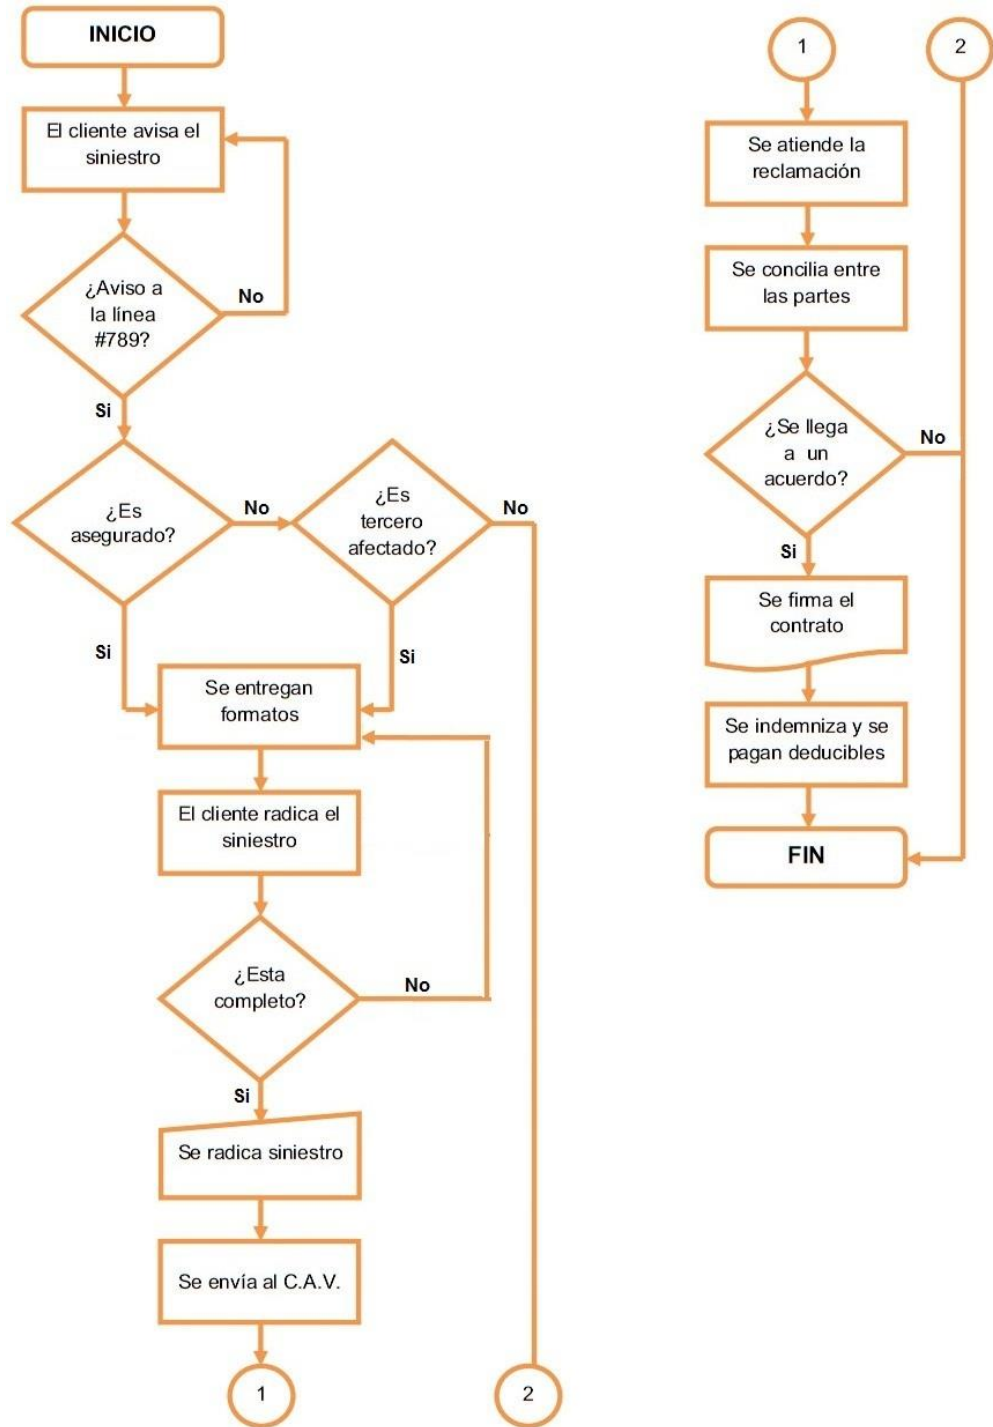 INICIO
El cliente avisa el
siniestro
¿Aviso a
la línea
#789?
No
Si
¿Es
asegurado?
No
¿Es
tercero
afectado?
No
Si
Si
Se entregan
formatos
El cliente radica el
siniestro
¿Esta
completo?
No
Si
Se radica siniestro
Se envía al C.A.V.
1
2
1
2
Se atiende la
reclamación
Se concilia entre
las partes
¿Se llega
a un
acuerdo?
No
Si
Se firma el
contrato
Se indemniza y se
pagan deducibles
FIN